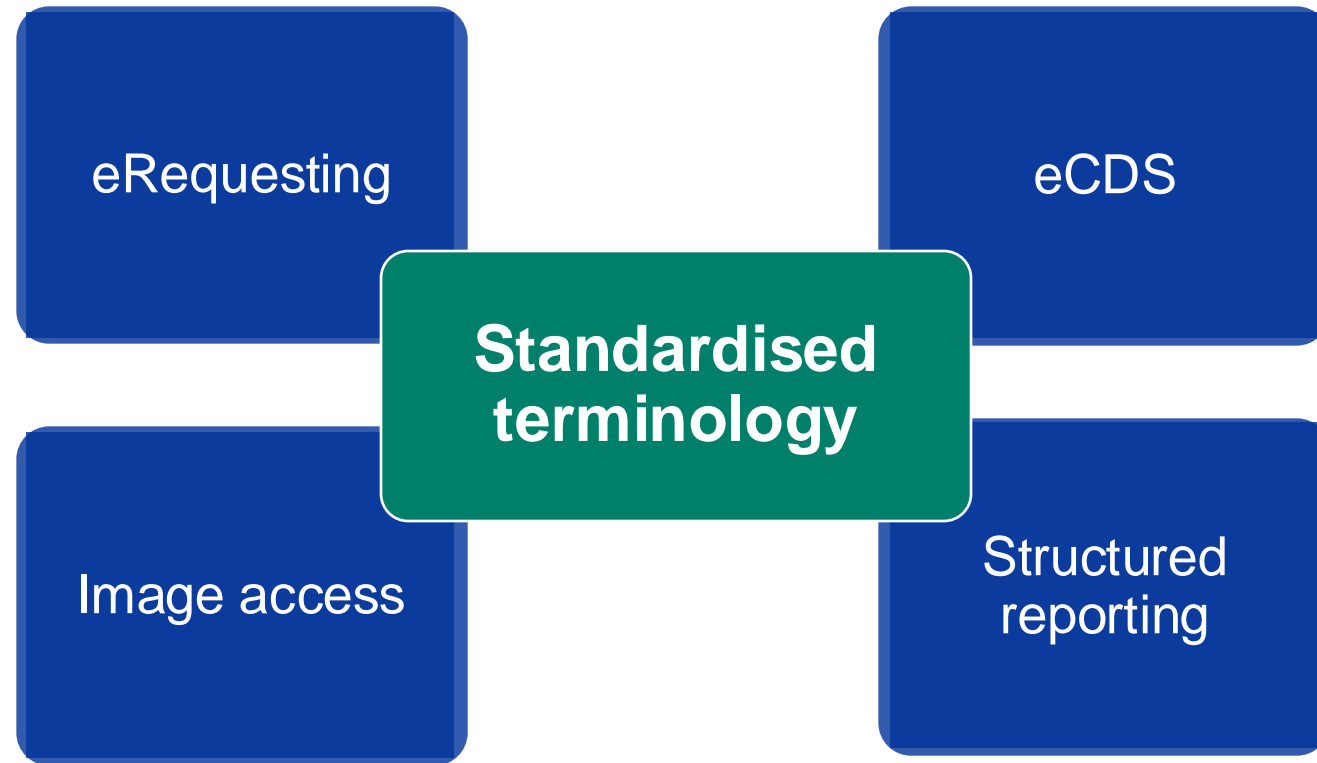 eRequesting
eCDS
Standardised
terminology
Image access
Structured
reporting